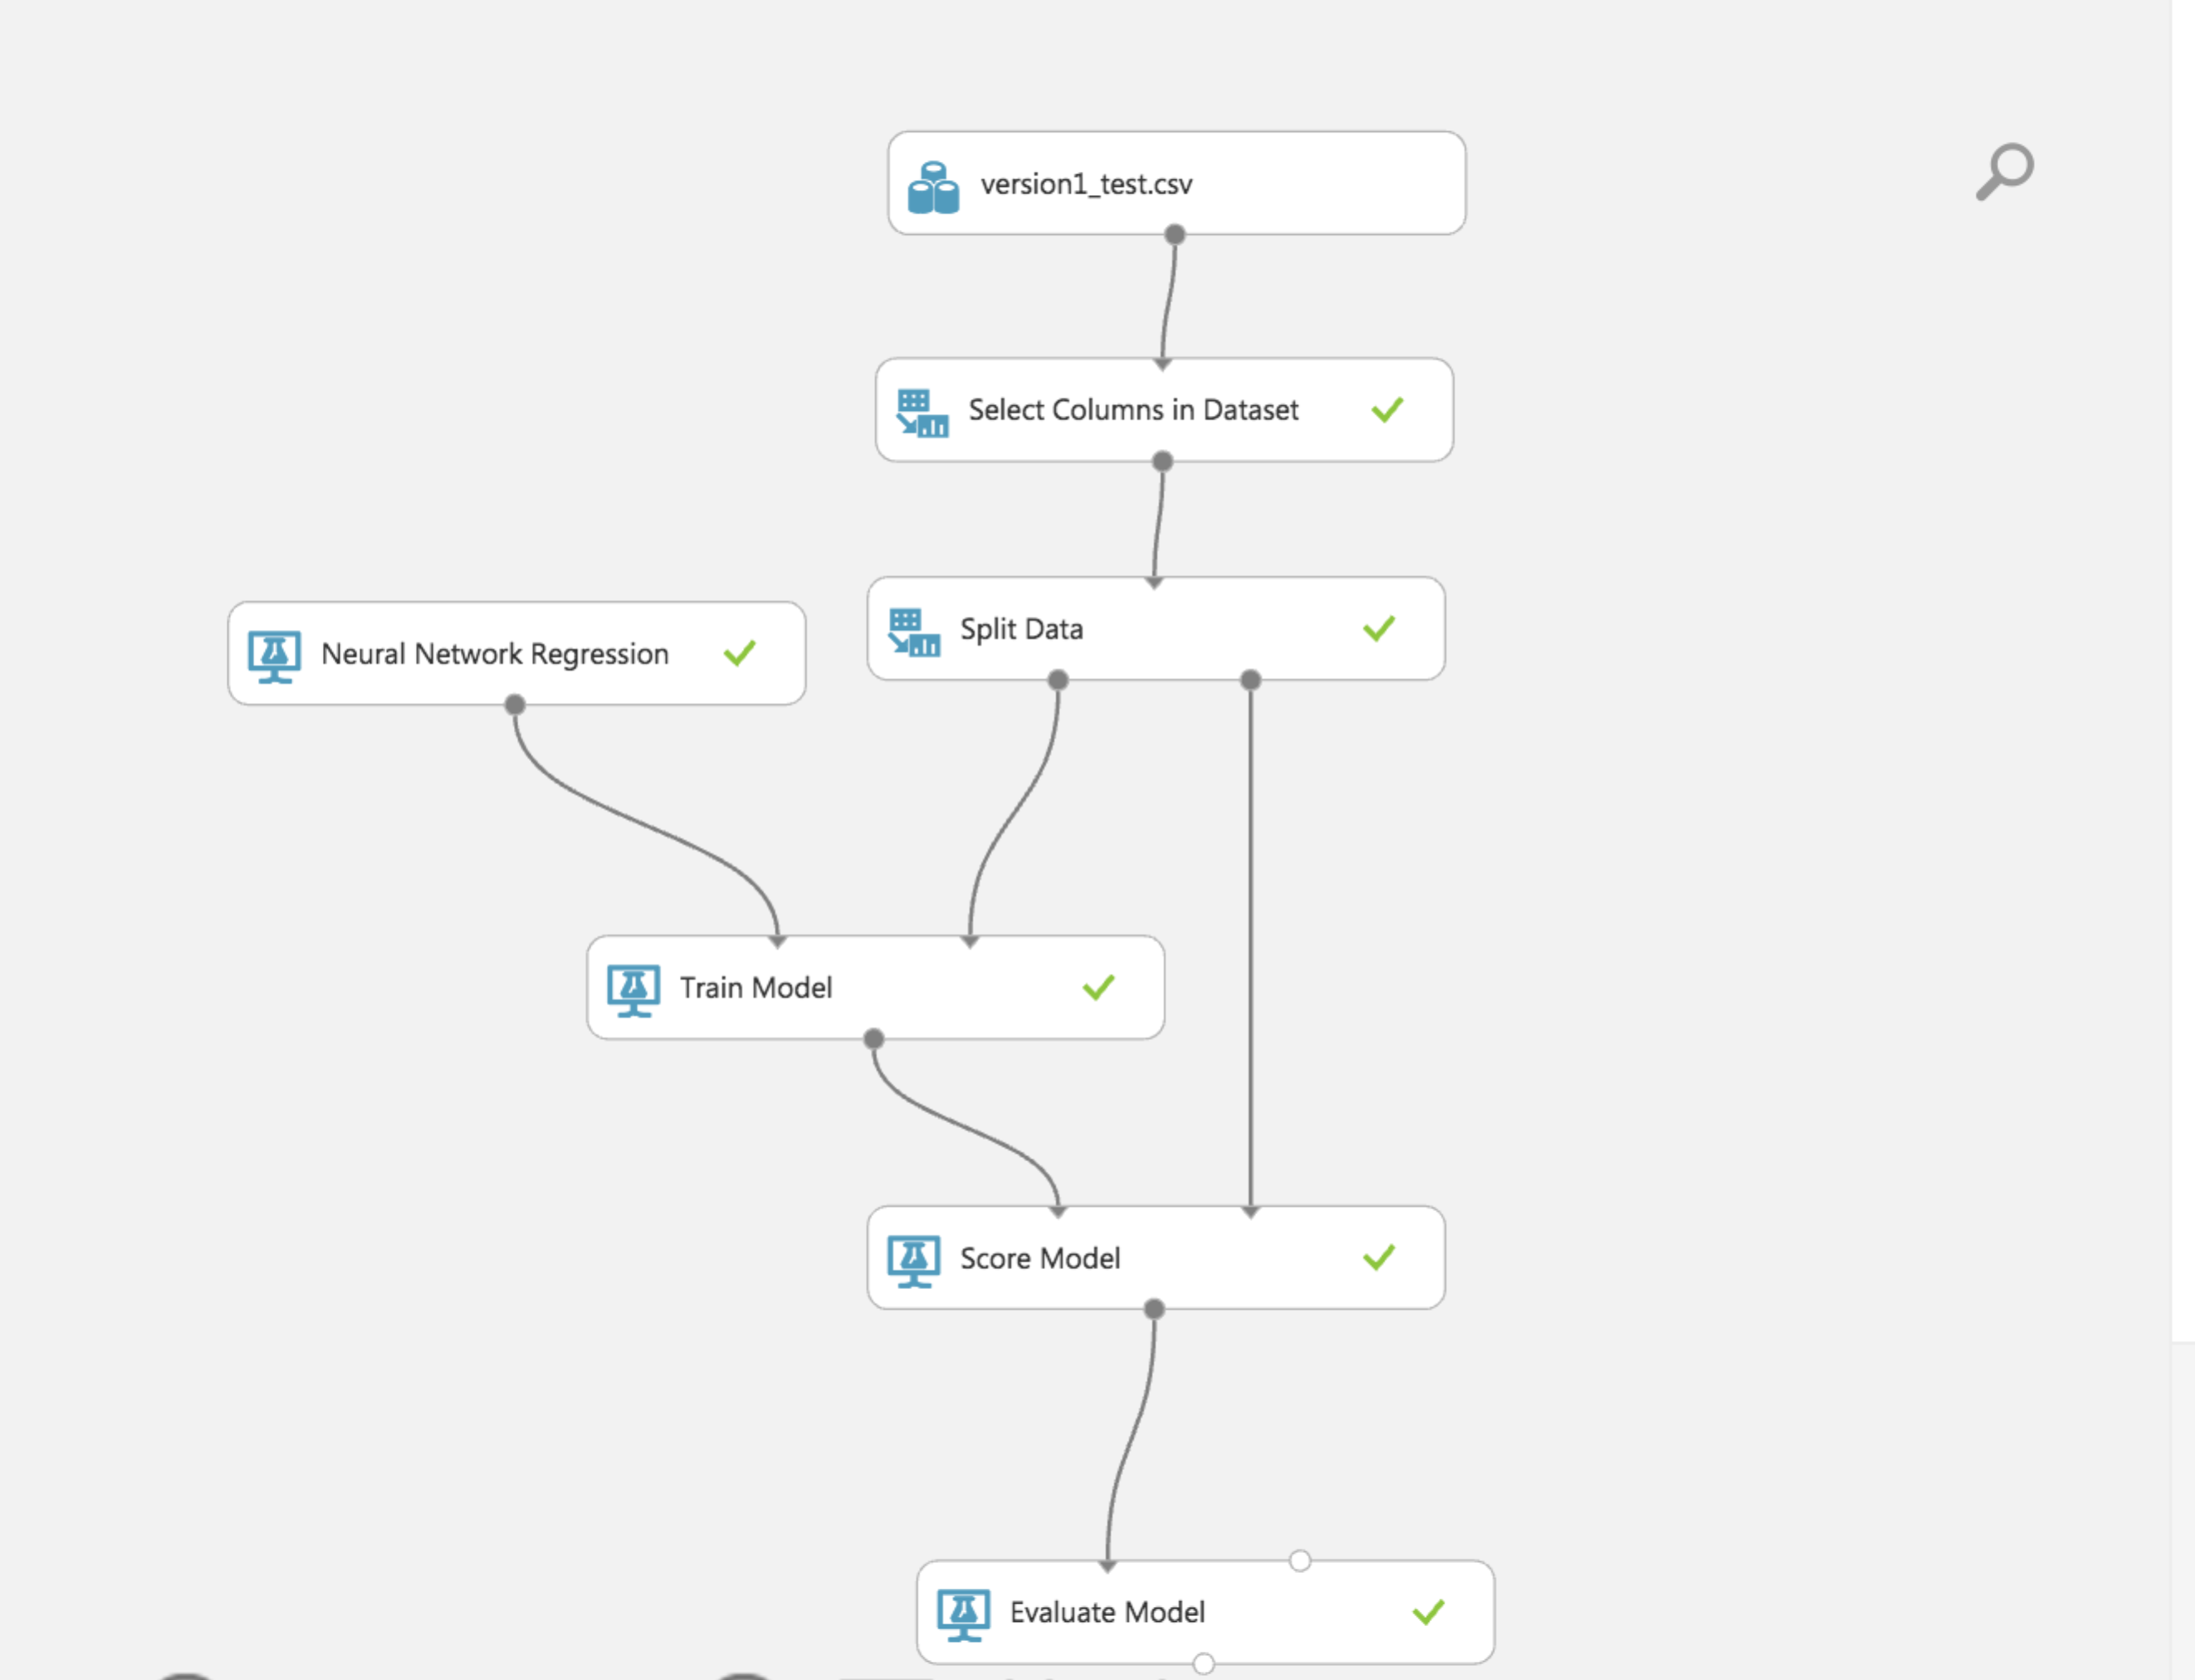 version1_test.csv
Select Columns in Dataset
Split Data
Neural Network Regression
Train Model
Score Model
Evaluate Model